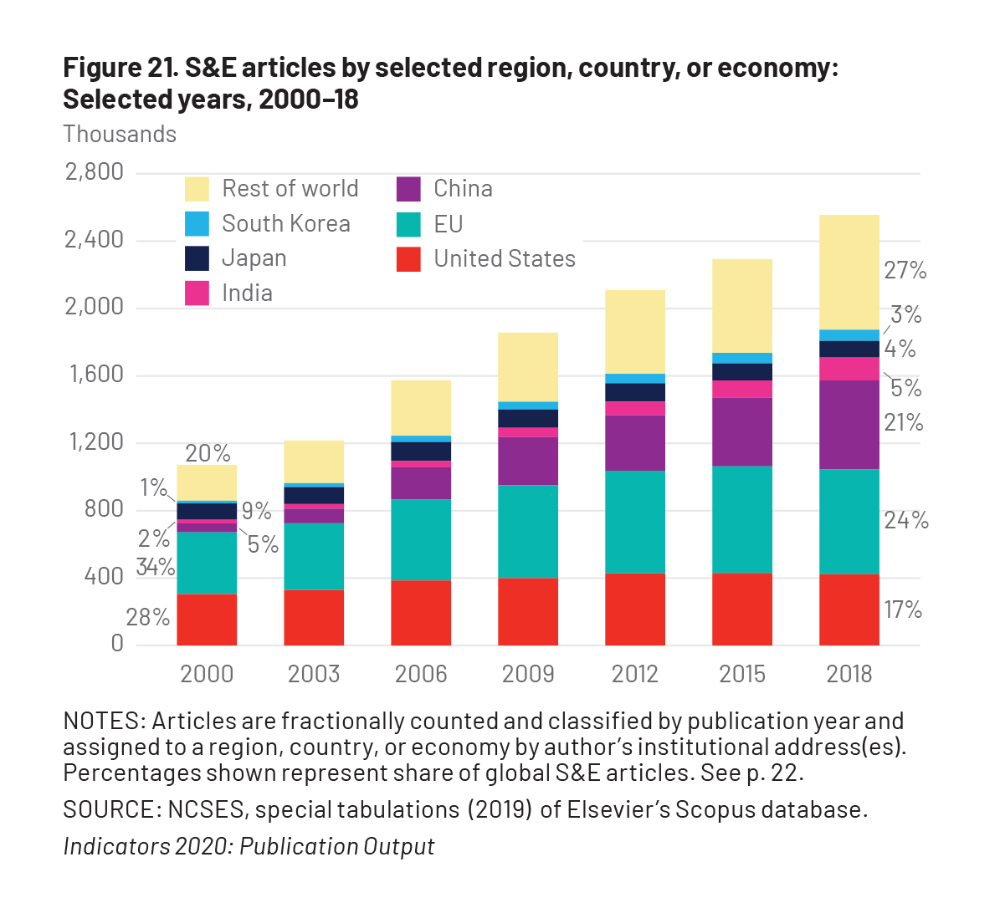 Figure 21. S&E articles by selected region, country, or economy:
Selected years, 2000–18
Thousands
2,800
2,400
2,000
1,600
1,200
800
400
0
Rest of world
South Korea
Japan
India
China
EU
United States
20%
1%
9%
2%
5%
34%
28%
27%
3%
4%
5%
21%
24%
17%
2000 2003 2006 2009 2012 2015 2018
NOTES: Articles are fractionally counted and classified by publication year and
assigned to a region, country, or economy by author’s institutional address(es).
Percentages shown represent share of global S&E articles. See p. 22.
SOURCE: NCSES, special tabulations (2019) of Elsevier’s Scopus database.
Indicators 2020: Publication Output